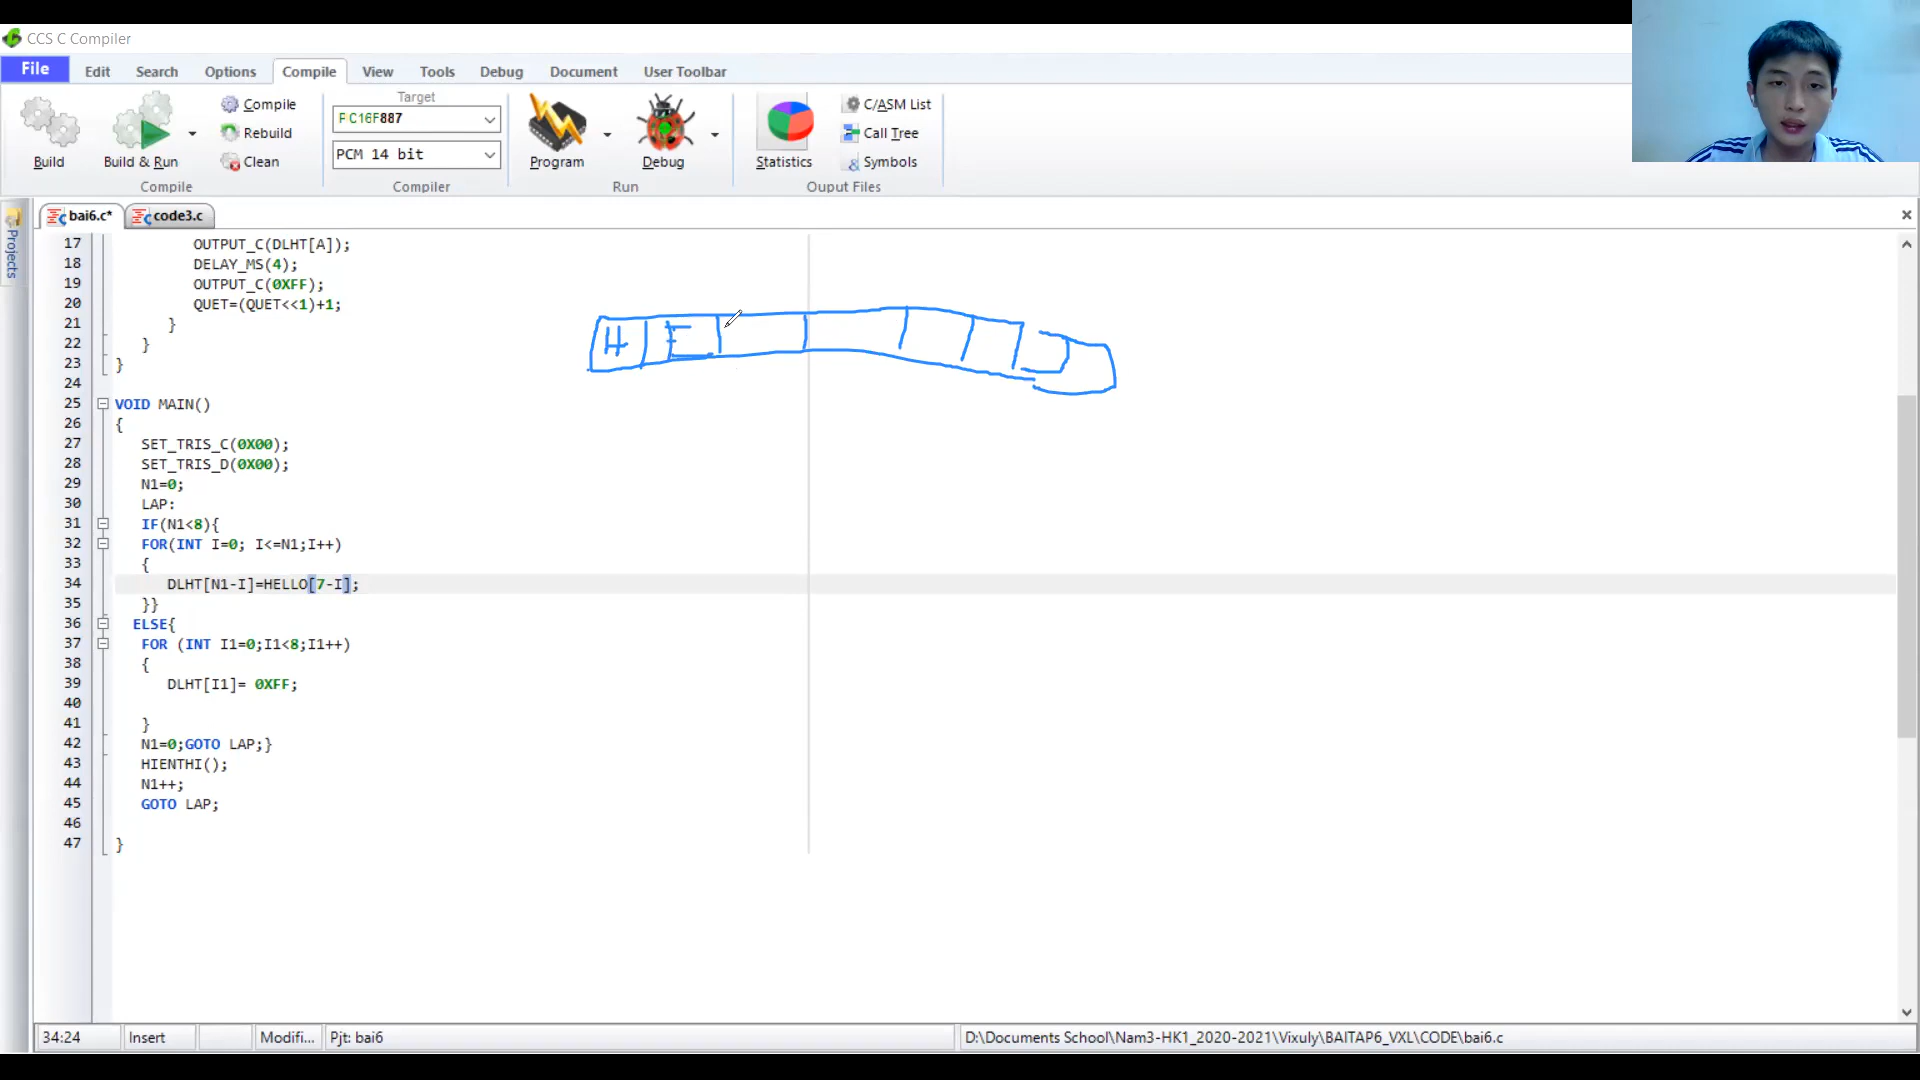 CCS C Compiler
File Edit Search Options Compile View Tools Debug Document User Toolbar
Build
Build & Run
Compile
Rebuild
Clean
Compile
Target
PIC16F887
PCM 14 bit
Compiler
Program
Debug
Run
Statistics
C/ASM List
Call Tree
Symbols
Ouput Files
Projects
bai6.c* code3.c
17 OUTPUT_C(DLHT[A]);
18 DELAY_MS(4);
19 OUTPUT_C(0XFF);
20 QUET=(QUET<<1)+1;
21 }
22 }
23 }
24
25 VOID MAIN()
26 {
27 SET_TRIS_C(0X00);
28 SET_TRIS_D(0X00);
29 N1=0;
30 LAP:
31 IF(N1<8){
32 FOR(INT I=0; I<=N1;I++)
33 {
34 DLHT[N1-I]=HELLO[7-I];
35 }}
36 ELSE{
37 FOR (INT I1=0;I1<8;I1++)
38 {
39 DLHT[I1]= 0XFF;
40
41 }
42 N1=0;GOTO LAP;}
43 HIENTHI();
44 N1++;
45 GOTO LAP;
46
47 }
H E
34:24 Insert Modifi... Pjt: bai6 D:\Documents School\Nam3-HK1_2020-2021\Vixuly\BAITAP6_VXL\CODE\bai6.c